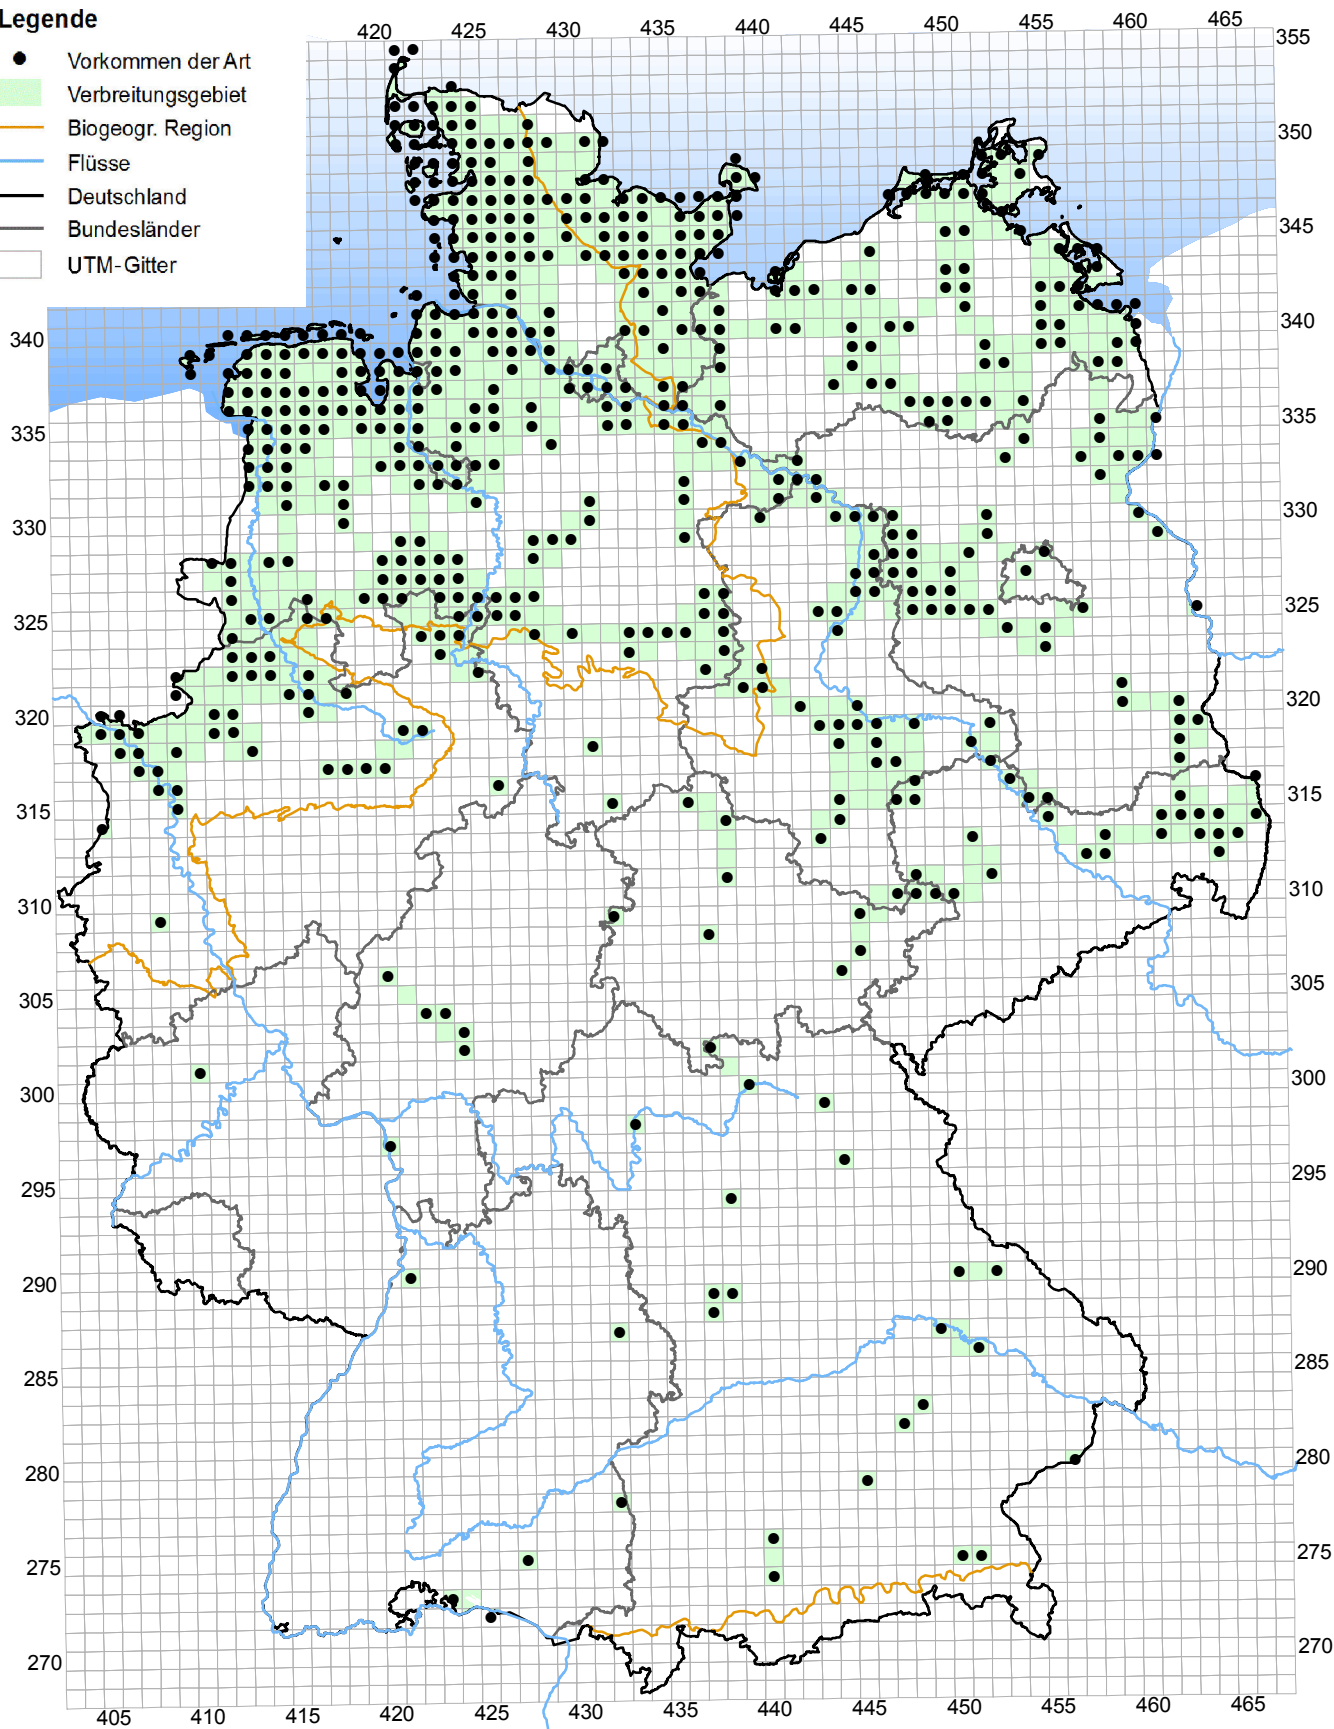 Legende
Vorkommen der Art
Verbreitungsgebiet
Biogeogr. Region
Flüsse
Deutschland
Bundesländer
UTM-Gitter
420 425 430 435 440 445 450 455 460 465
355
350
345
340 340
335 335
330 330
325 325
320 320
315 315
310 310
305 305
300 300
295 295
290 290
285 285
280 280
275 275
270 270
405 410 415 420 425 430 435 440 445 450 455 460 465